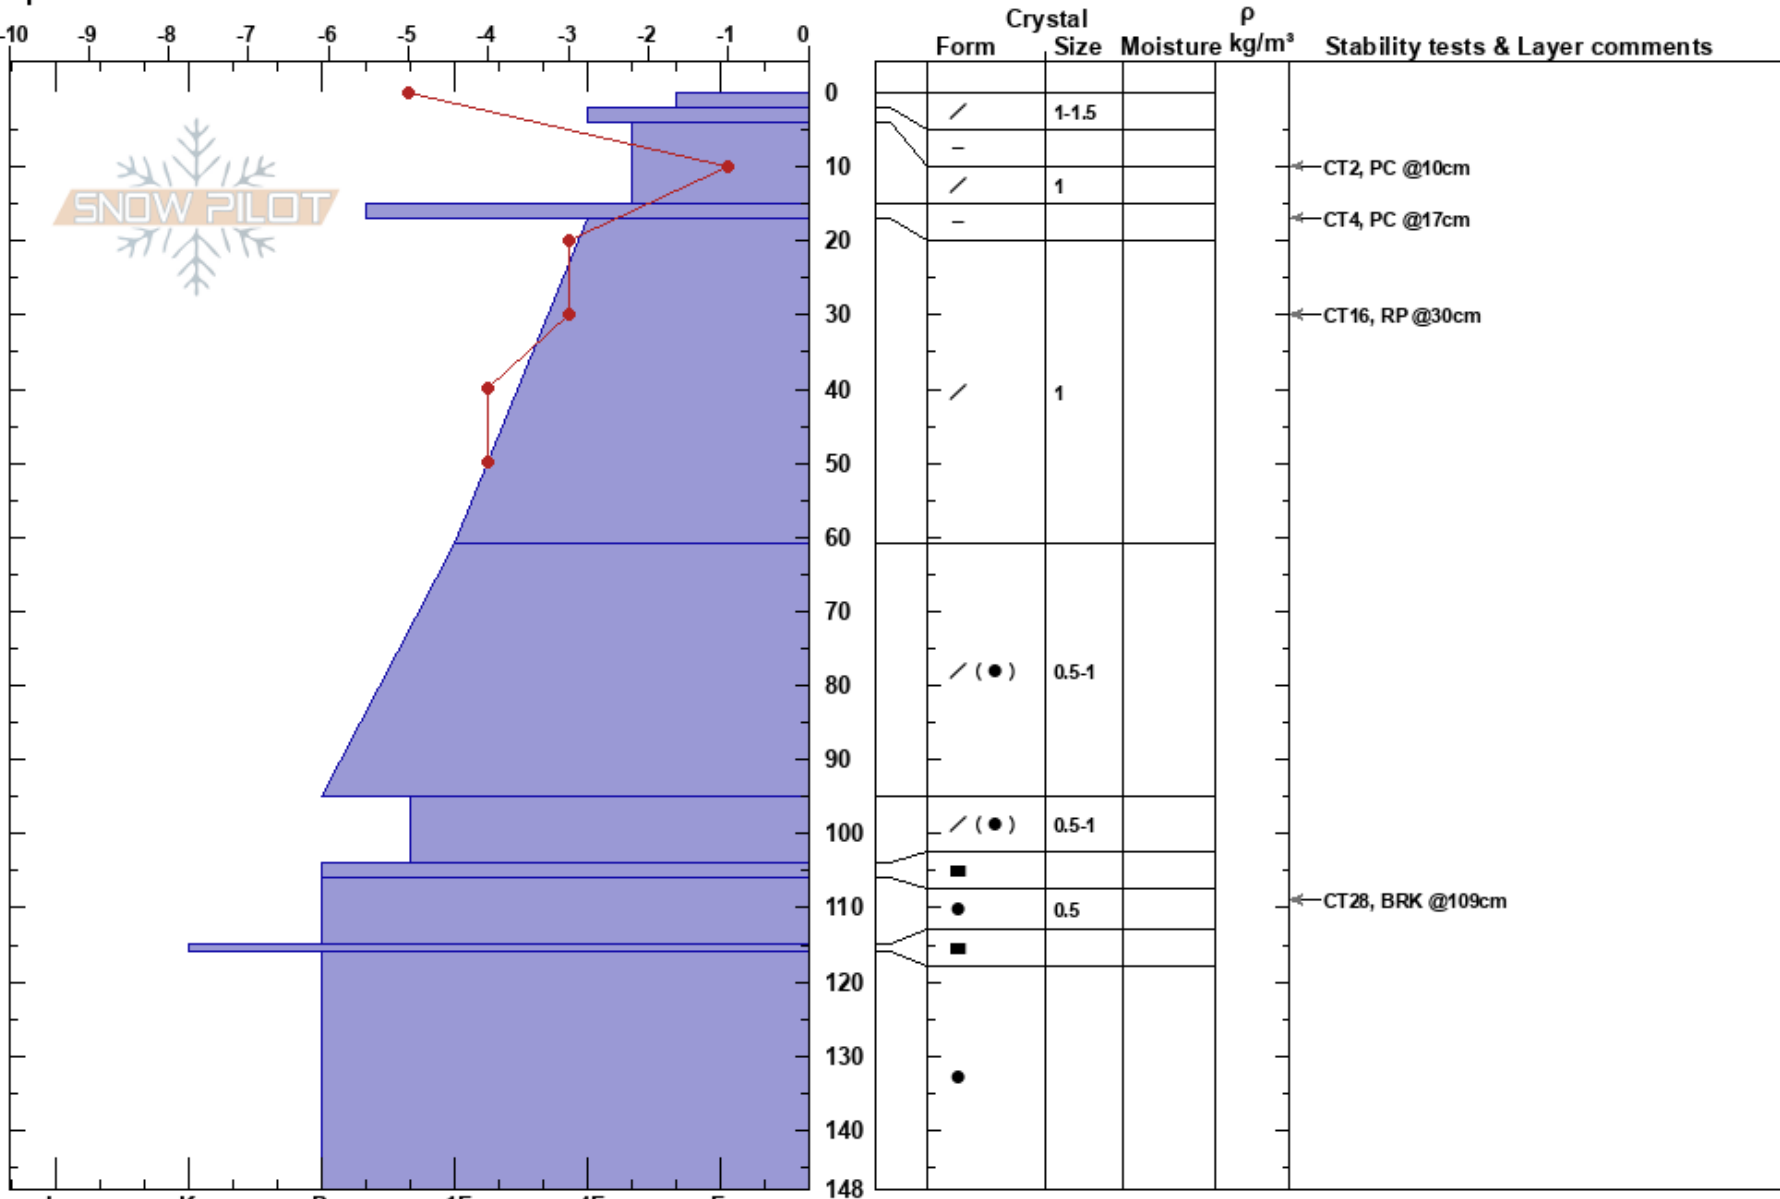 Crystal ρ
-10 -9 -8 -7 -6 -5 -4 -3 -2 -1 0 Form Size Moisture kg/m³ Stability tests & Layer comments
0
1-1.5
SNOW PILOT
10 CT2, PC @10cm
1
CT4, PC @17cm
20
30 CT16, RP @30cm
40 1
50
60
70
0.5-1
80
90
100 0.5-1
110 0.5 CT28, BRK @109cm
120
130
140
148